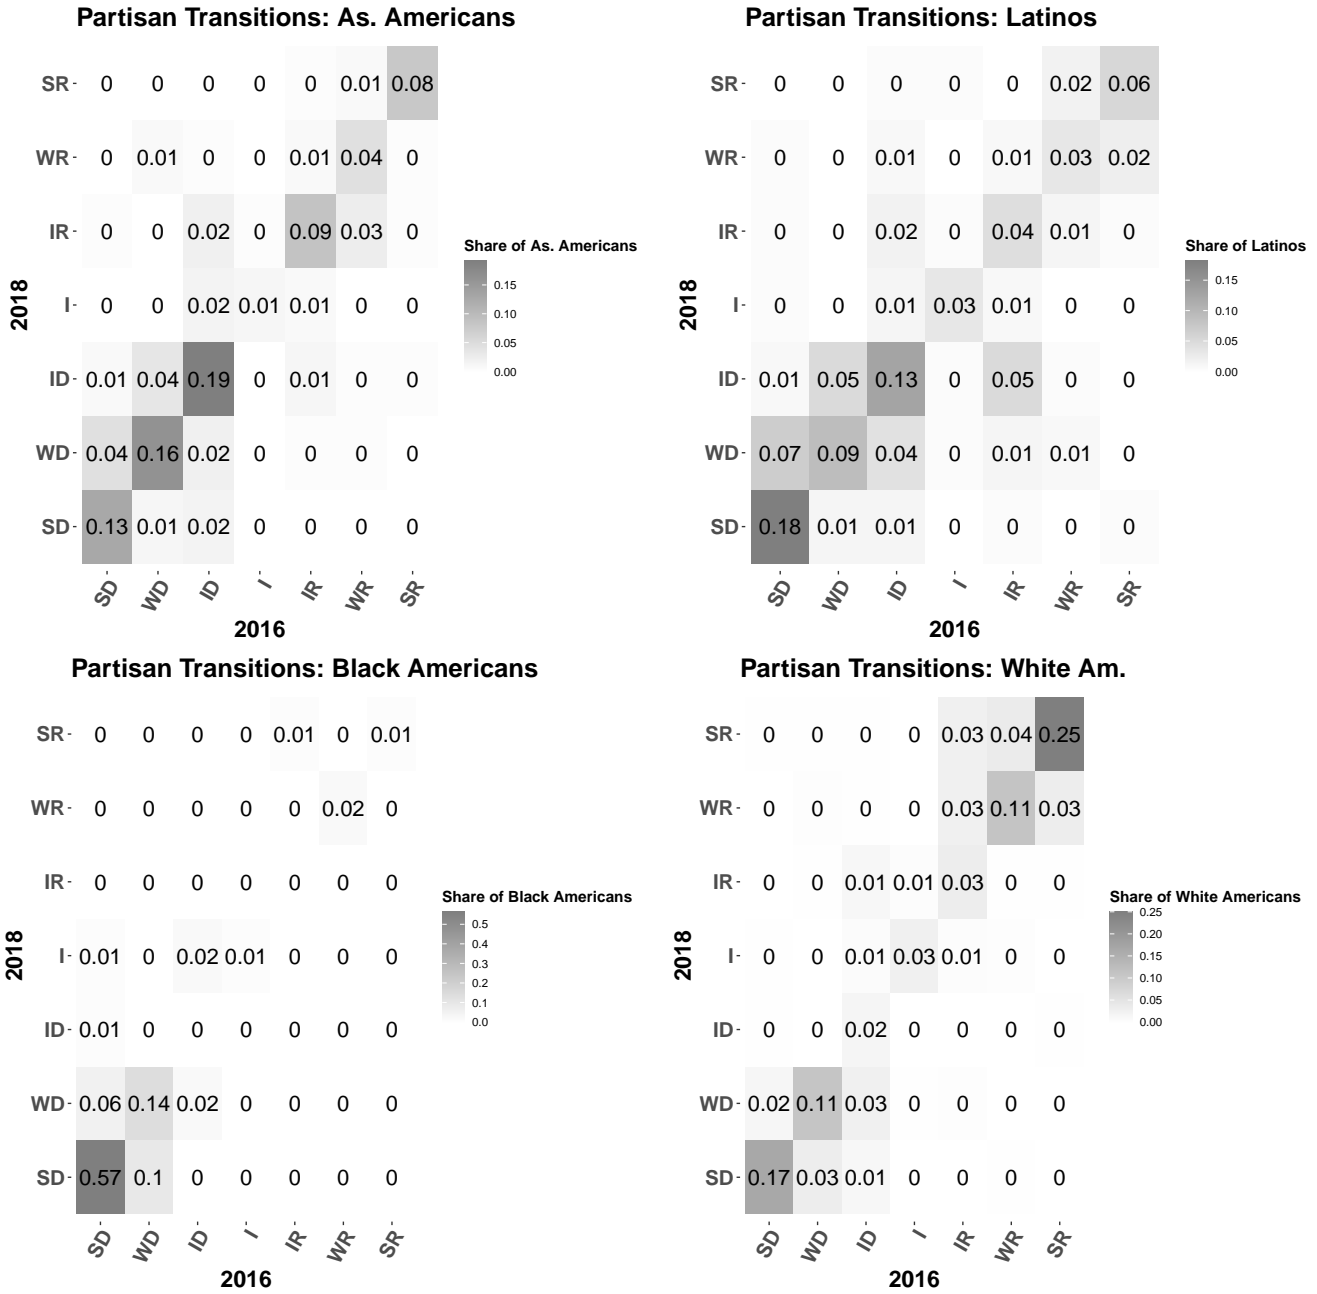 Partisan Transitions: As. Americans
SR 0 0 0 0 0 0.01 0.08
WR 0 0.01 0 0 0.01 0.04 0
IR 0 0 0.02 0 0.09 0.03 0
I 0 0 0.02 0.01 0.01 0 0
ID 0.01 0.04 0.19 0 0.01 0 0
WD 0.04 0.16 0.02 0 0 0 0
SD 0.13 0.01 0.02 0 0 0 0
SD WD ID I IR WR SR
2016
2018
Share of As. Americans
0.15
0.10
0.05
0.00
Partisan Transitions: Latinos
SR 0 0 0 0 0 0.02 0.06
WR 0 0 0.01 0 0.01 0.03 0.02
IR 0 0 0.02 0 0.04 0.01 0
I 0 0 0.01 0.03 0.01 0 0
ID 0.01 0.05 0.13 0 0.05 0 0
WD 0.07 0.09 0.04 0 0.01 0.01 0
SD 0.18 0.01 0.01 0 0 0 0
SD WD ID I IR WR SR
2016
2018
Share of Latinos
0.15
0.10
0.05
0.00
Partisan Transitions: Black Americans
SR 0 0 0 0 0.01 0 0.01
WR 0 0 0 0 0 0.02 0
IR 0 0 0 0 0 0 0
I 0.01 0 0.02 0.01 0 0 0
ID 0.01 0 0 0 0 0 0
WD 0.06 0.14 0.02 0 0 0 0
SD 0.57 0.1 0 0 0 0 0
SD WD ID I IR WR SR
2016
2018
Share of Black Americans
0.5
0.4
0.3
0.2
0.1
0.0
Partisan Transitions: White Am.
SR 0 0 0 0 0.03 0.04 0.25
WR 0 0 0 0 0.03 0.11 0.03
IR 0 0 0.01 0.01 0.03 0 0
I 0 0 0.01 0.03 0.01 0 0
ID 0 0 0.02 0 0 0 0
WD 0.02 0.11 0.03 0 0 0 0
SD 0.17 0.03 0.01 0 0 0 0
SD WD ID I IR WR SR
2016
2018
Share of White Americans
0.25
0.20
0.15
0.10
0.05
0.00